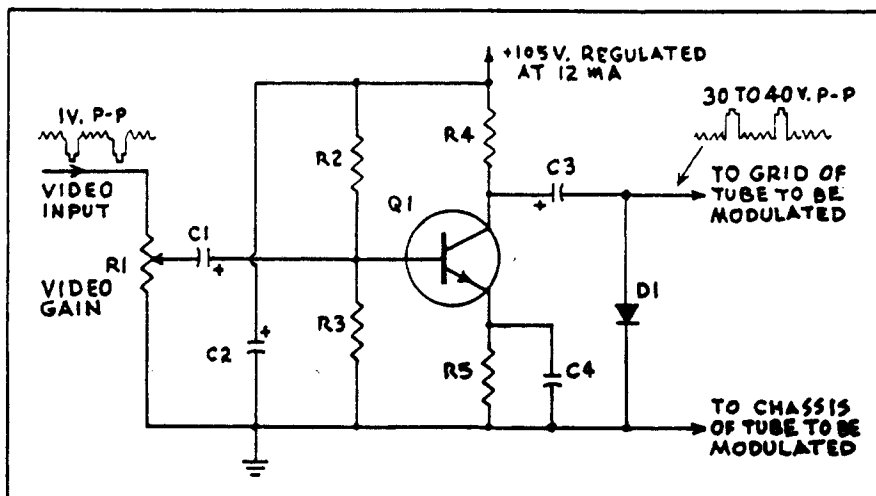 +105V. REGULATED
AT 12 MA
1V. P-P
30 TO 40 V. P-P
R4
R2
C3
VIDEO
INPUT
+
TO GRID OF
TUBE TO BE
MODULATED
Q1
C1
R1
+
D1
VIDEO
GAIN
R3
+
C2
R5
C4
TO CHASSIS
OF TUBE TO BE
MODULATED